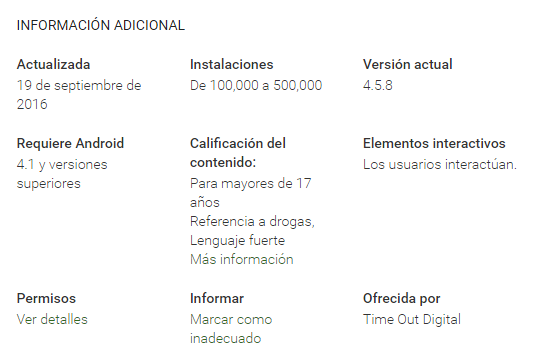 INFORMACIÓN ADICIONAL
Actualizada
19 de septiembre de
2016
Instalaciones
De 100,000 a 500,000
Versión actual
4.5.8
Requiere Android
4.1 y versiones
superiores
Calificación del
contenido:
Para mayores de 17
años
Referencia a drogas,
Lenguaje fuerte
Más información
Elementos interactivos
Los usuarios interactúan.
Permisos
Ver detalles
Informar
Marcar como
inadecuado
Ofrecida por
Time Out Digital